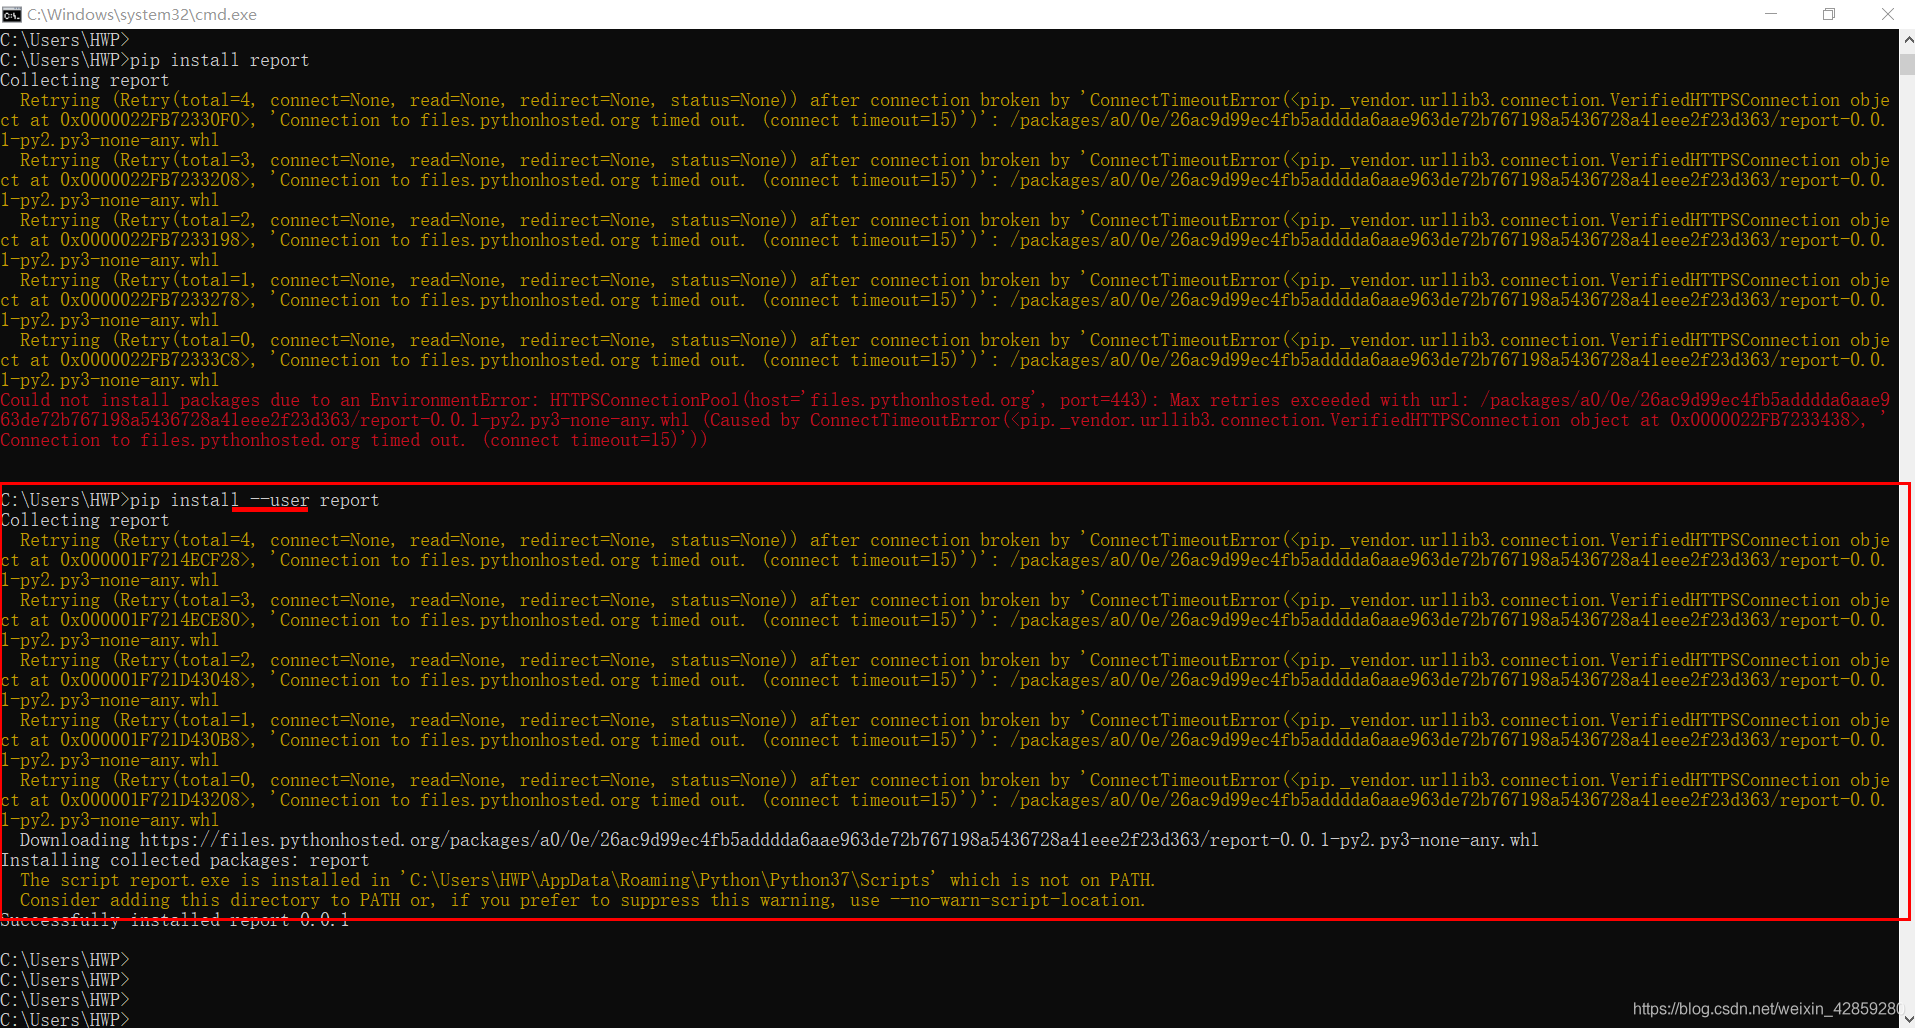 C:\Windows\system32\cmd.exe
C:\Users\HWP>
C:\Users\HWP>pip install report
Collecting report
  Retrying (Retry(total=4, connect=None, read=None, redirect=None, status=None)) after connection broken by 'ConnectTimeoutError(<pip._vendor.urllib3.connection.VerifiedHTTPSConnection obje
ct at 0x0000022FB72330F0>, 'Connection to files.pythonhosted.org timed out. (connect timeout=15)')': /packages/a0/0e/26ac9d99ec4fb5adddda6aae963de72b767198a5436728a41eee2f23d363/report-0.0.
1-py2.py3-none-any.whl
  Retrying (Retry(total=3, connect=None, read=None, redirect=None, status=None)) after connection broken by 'ConnectTimeoutError(<pip._vendor.urllib3.connection.VerifiedHTTPSConnection obje
ct at 0x0000022FB7233208>, 'Connection to files.pythonhosted.org timed out. (connect timeout=15)')': /packages/a0/0e/26ac9d99ec4fb5adddda6aae963de72b767198a5436728a41eee2f23d363/report-0.0.
1-py2.py3-none-any.whl
  Retrying (Retry(total=2, connect=None, read=None, redirect=None, status=None)) after connection broken by 'ConnectTimeoutError(<pip._vendor.urllib3.connection.VerifiedHTTPSConnection obje
ct at 0x0000022FB7233198>, 'Connection to files.pythonhosted.org timed out. (connect timeout=15)')': /packages/a0/0e/26ac9d99ec4fb5adddda6aae963de72b767198a5436728a41eee2f23d363/report-0.0.
1-py2.py3-none-any.whl
  Retrying (Retry(total=1, connect=None, read=None, redirect=None, status=None)) after connection broken by 'ConnectTimeoutError(<pip._vendor.urllib3.connection.VerifiedHTTPSConnection obje
ct at 0x0000022FB7233278>, 'Connection to files.pythonhosted.org timed out. (connect timeout=15)')': /packages/a0/0e/26ac9d99ec4fb5adddda6aae963de72b767198a5436728a41eee2f23d363/report-0.0.
1-py2.py3-none-any.whl
  Retrying (Retry(total=0, connect=None, read=None, redirect=None, status=None)) after connection broken by 'ConnectTimeoutError(<pip._vendor.urllib3.connection.VerifiedHTTPSConnection obje
ct at 0x0000022FB72333C8>, 'Connection to files.pythonhosted.org timed out. (connect timeout=15)')': /packages/a0/0e/26ac9d99ec4fb5adddda6aae963de72b767198a5436728a41eee2f23d363/report-0.0.
1-py2.py3-none-any.whl
Could not install packages due to an EnvironmentError: HTTPSConnectionPool(host='files.pythonhosted.org', port=443): Max retries exceeded with url: /packages/a0/0e/26ac9d99ec4fb5adddda6aae9
63de72b767198a5436728a41eee2f23d363/report-0.0.1-py2.py3-none-any.whl (Caused by ConnectTimeoutError(<pip._vendor.urllib3.connection.VerifiedHTTPSConnection object at 0x0000022FB7233438>, '
Connection to files.pythonhosted.org timed out. (connect timeout=15)'))
C:\Users\HWP>pip install --user report
Collecting report
  Retrying (Retry(total=4, connect=None, read=None, redirect=None, status=None)) after connection broken by 'ConnectTimeoutError(<pip._vendor.urllib3.connection.VerifiedHTTPSConnection obje
ct at 0x000001F7214ECF28>, 'Connection to files.pythonhosted.org timed out. (connect timeout=15)')': /packages/a0/0e/26ac9d99ec4fb5adddda6aae963de72b767198a5436728a41eee2f23d363/report-0.0.
1-py2.py3-none-any.whl
  Retrying (Retry(total=3, connect=None, read=None, redirect=None, status=None)) after connection broken by 'ConnectTimeoutError(<pip._vendor.urllib3.connection.VerifiedHTTPSConnection obje
ct at 0x000001F7214ECE80>, 'Connection to files.pythonhosted.org timed out. (connect timeout=15)')': /packages/a0/0e/26ac9d99ec4fb5adddda6aae963de72b767198a5436728a41eee2f23d363/report-0.0.
1-py2.py3-none-any.whl
  Retrying (Retry(total=2, connect=None, read=None, redirect=None, status=None)) after connection broken by 'ConnectTimeoutError(<pip._vendor.urllib3.connection.VerifiedHTTPSConnection obje
ct at 0x000001F721D43048>, 'Connection to files.pythonhosted.org timed out. (connect timeout=15)')': /packages/a0/0e/26ac9d99ec4fb5adddda6aae963de72b767198a5436728a41eee2f23d363/report-0.0.
1-py2.py3-none-any.whl
  Retrying (Retry(total=1, connect=None, read=None, redirect=None, status=None)) after connection broken by 'ConnectTimeoutError(<pip._vendor.urllib3.connection.VerifiedHTTPSConnection obje
ct at 0x000001F721D430B8>, 'Connection to files.pythonhosted.org timed out. (connect timeout=15)')': /packages/a0/0e/26ac9d99ec4fb5adddda6aae963de72b767198a5436728a41eee2f23d363/report-0.0.
1-py2.py3-none-any.whl
  Retrying (Retry(total=0, connect=None, read=None, redirect=None, status=None)) after connection broken by 'ConnectTimeoutError(<pip._vendor.urllib3.connection.VerifiedHTTPSConnection obje
ct at 0x000001F721D43208>, 'Connection to files.pythonhosted.org timed out. (connect timeout=15)')': /packages/a0/0e/26ac9d99ec4fb5adddda6aae963de72b767198a5436728a41eee2f23d363/report-0.0.
1-py2.py3-none-any.whl
  Downloading https://files.pythonhosted.org/packages/a0/0e/26ac9d99ec4fb5adddda6aae963de72b767198a5436728a41eee2f23d363/report-0.0.1-py2.py3-none-any.whl
Installing collected packages: report
  The script report.exe is installed in 'C:\Users\HWP\AppData\Roaming\Python\Python37\Scripts' which is not on PATH.
  Consider adding this directory to PATH or, if you prefer to suppress this warning, use --no-warn-script-location.
Successfully installed report-0.0.1
C:\Users\HWP>
C:\Users\HWP>
C:\Users\HWP>
C:\Users\HWP>
https://blog.csdn.net/weixin_42859280